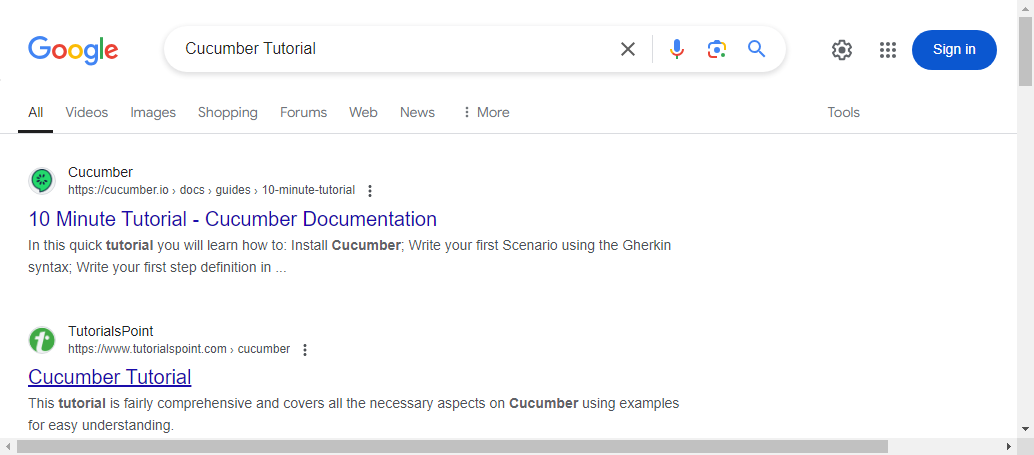 Google
Cucumber Tutorial
Sign in
All Videos Images Shopping Forums Web News More Tools
Cucumber
https://cucumber.io › docs › guides › 10-minute-tutorial
10 Minute Tutorial - Cucumber Documentation
In this quick tutorial you will learn how to: Install Cucumber; Write your first Scenario using the Gherkin
syntax; Write your first step definition in ...
TutorialsPoint
https://www.tutorialspoint.com › cucumber
Cucumber Tutorial
This tutorial is fairly comprehensive and covers all the necessary aspects on Cucumber using examples
for easy understanding.